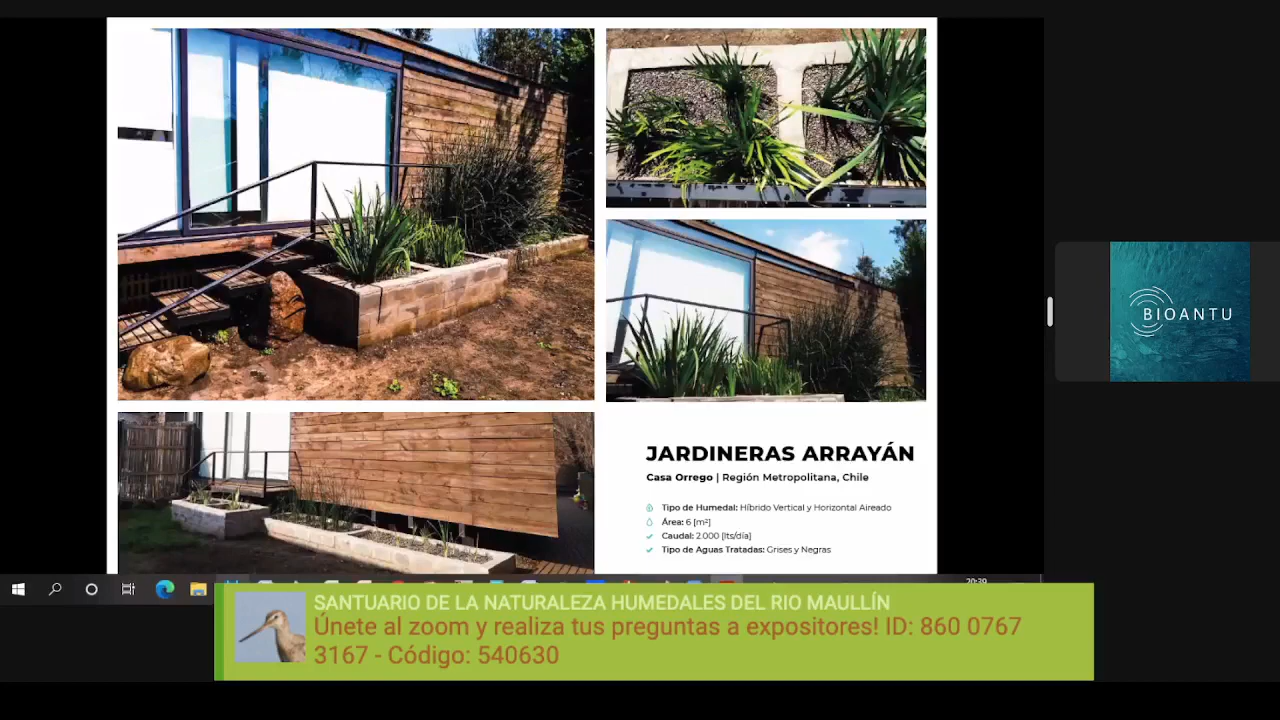 JARDINERAS ARRAYÁN
Casa Orrego | Región Metropolitana, Chile
Tipo de Humedal: Híbrido Vertical y Horizontal Aireado
Área: 6 [m²]
Caudal: 2.000 [lts/día]
Tipo de Aguas Tratadas: Grises y Negras
BIOANTU
20:39
SANTUARIO DE LA NATURALEZA HUMEDALES DEL RIO MAULLÍN
Únete al zoom y realiza tus preguntas a expositores! ID: 860 0767
3167 - Código: 540630